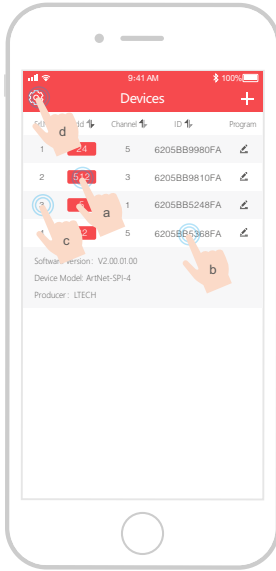 9:41 AM
100%
Devices
d
Channel
ID
Program
1
24
5
6205BB9980FA
2
512
3
6205BB9810FA
a
3
1
6205BB5248FA
c
5
6205BB5368FA
b
Software Version: V2.00.01.00
Device Model: ArtNet-SPI-4
Producer: LTECH